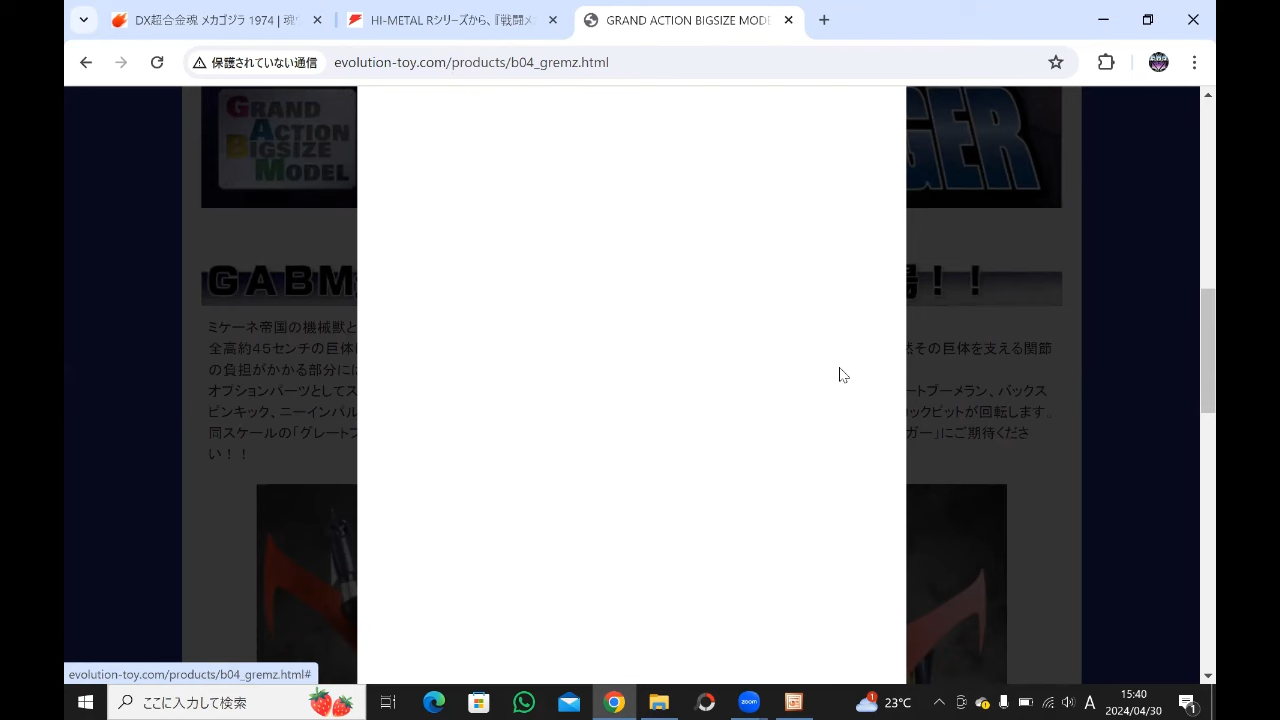 DX超合金魂 メカゴジラ 1974 | 魂
HI-METAL Rシリーズから、『戦闘メ
GRAND ACTION BIGSIZE MODE
保護されていない通信
evolution-toy.com/products/b04_gremz.html
GRAND
ACTION
BIGSIZE
MODEL
GER
GABM
場！！
ミケーネ帝国の機械獣と
全高約45センチの巨体
然その巨体を支える関節
の負担がかかる部分には
オプションパーツとしてス
ートブーメラン、バックス
ピンキック、ニーインパル
コックピットが回転します。
同スケールの「グレートマ
ガー」にご期待くださ
い！！
evolution-toy.com/products/b04_gremz.html#
ここに入力して検索
zoom
1
23°C
A
15:40
2024/04/30
1